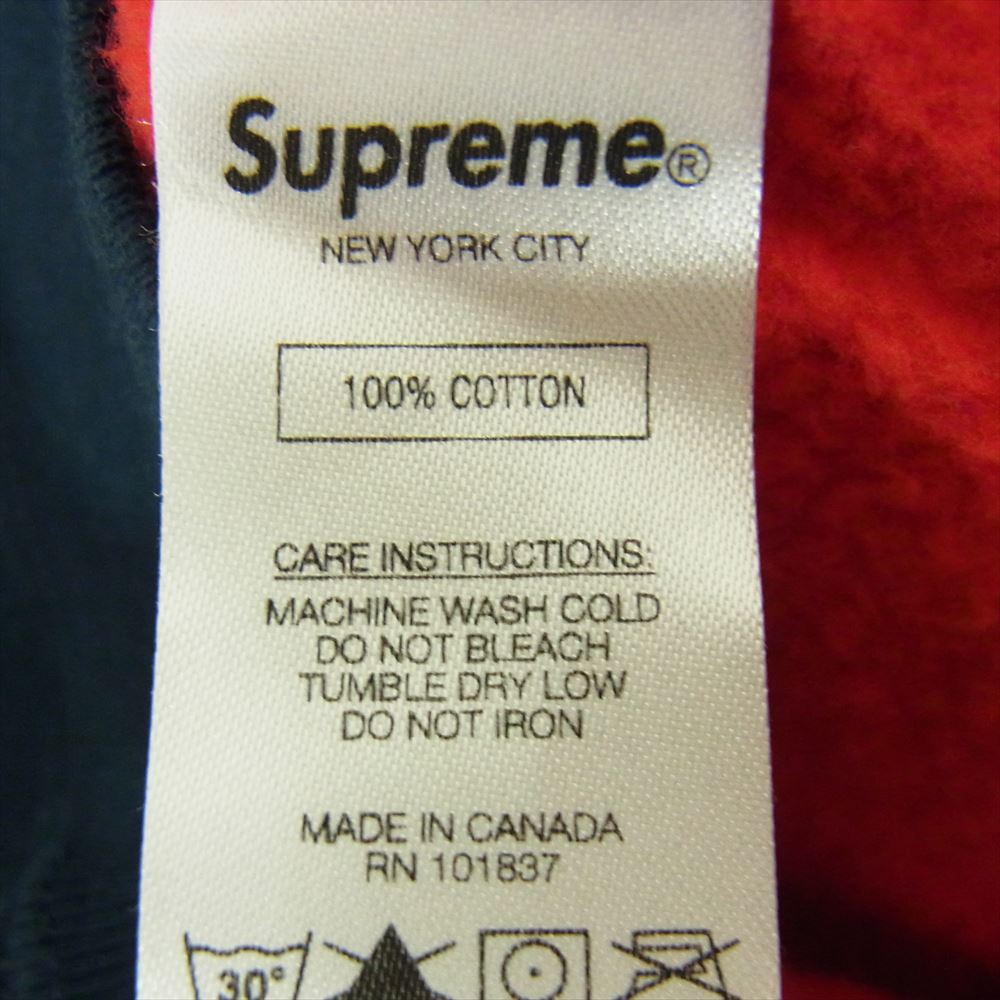 Supreme®
NEW YORK CITY
100% COTTON
CARE INSTRUCTIONS:
MACHINE WASH COLD
DO NOT BLEACH
TUMBLE DRY LOW
DO NOT IRON
MADE IN CANADA
RN 101837
30°